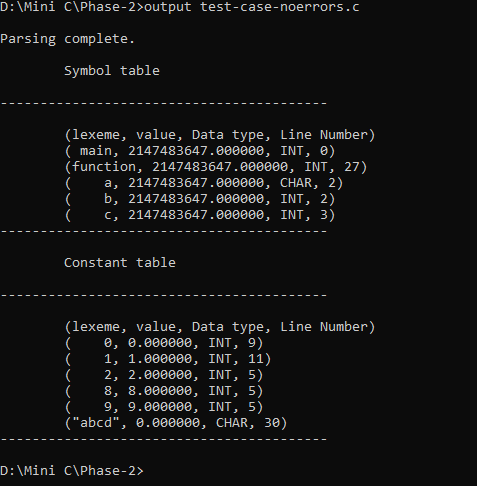 D:\Mini C\Phase-2>output test-case-noerrors.c
Parsing complete.
Symbol table
-----------------------------------------
(lexeme, value, Data type, Line Number)
( main, 2147483647.000000, INT, 0)
(function, 2147483647.000000, INT, 27)
(    a, 2147483647.000000, CHAR, 2)
(    b, 2147483647.000000, INT, 2)
(    c, 2147483647.000000, INT, 3)
-----------------------------------------
Constant table
-----------------------------------------
(lexeme, value, Data type, Line Number)
(    0, 0.000000, INT, 9)
(    1, 1.000000, INT, 11)
(    2, 2.000000, INT, 5)
(    8, 8.000000, INT, 5)
(    9, 9.000000, INT, 5)
("abcd", 0.000000, CHAR, 30)
-----------------------------------------
D:\Mini C\Phase-2>